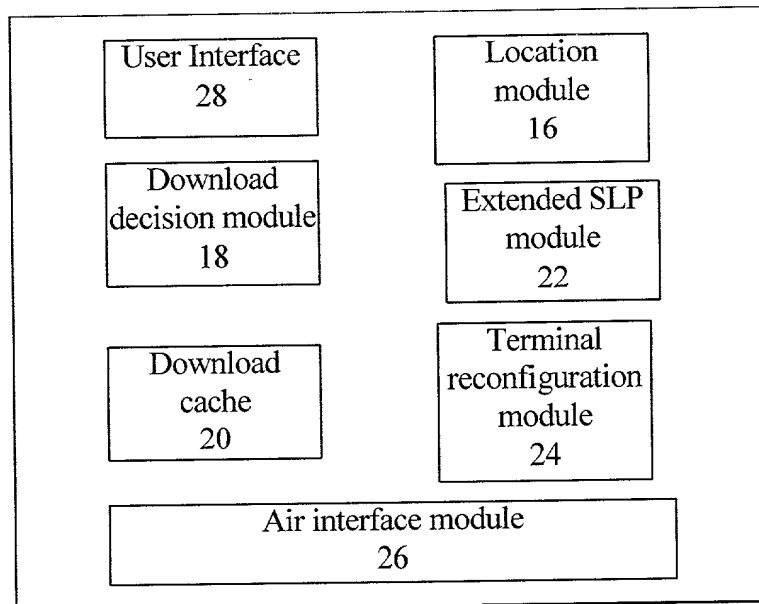 User Interface
28
Location
module
16
Download
decision module
18
Extended SLP
module
22
Download
cache
20
Terminal
reconfiguration
module
24
Air interface module
26